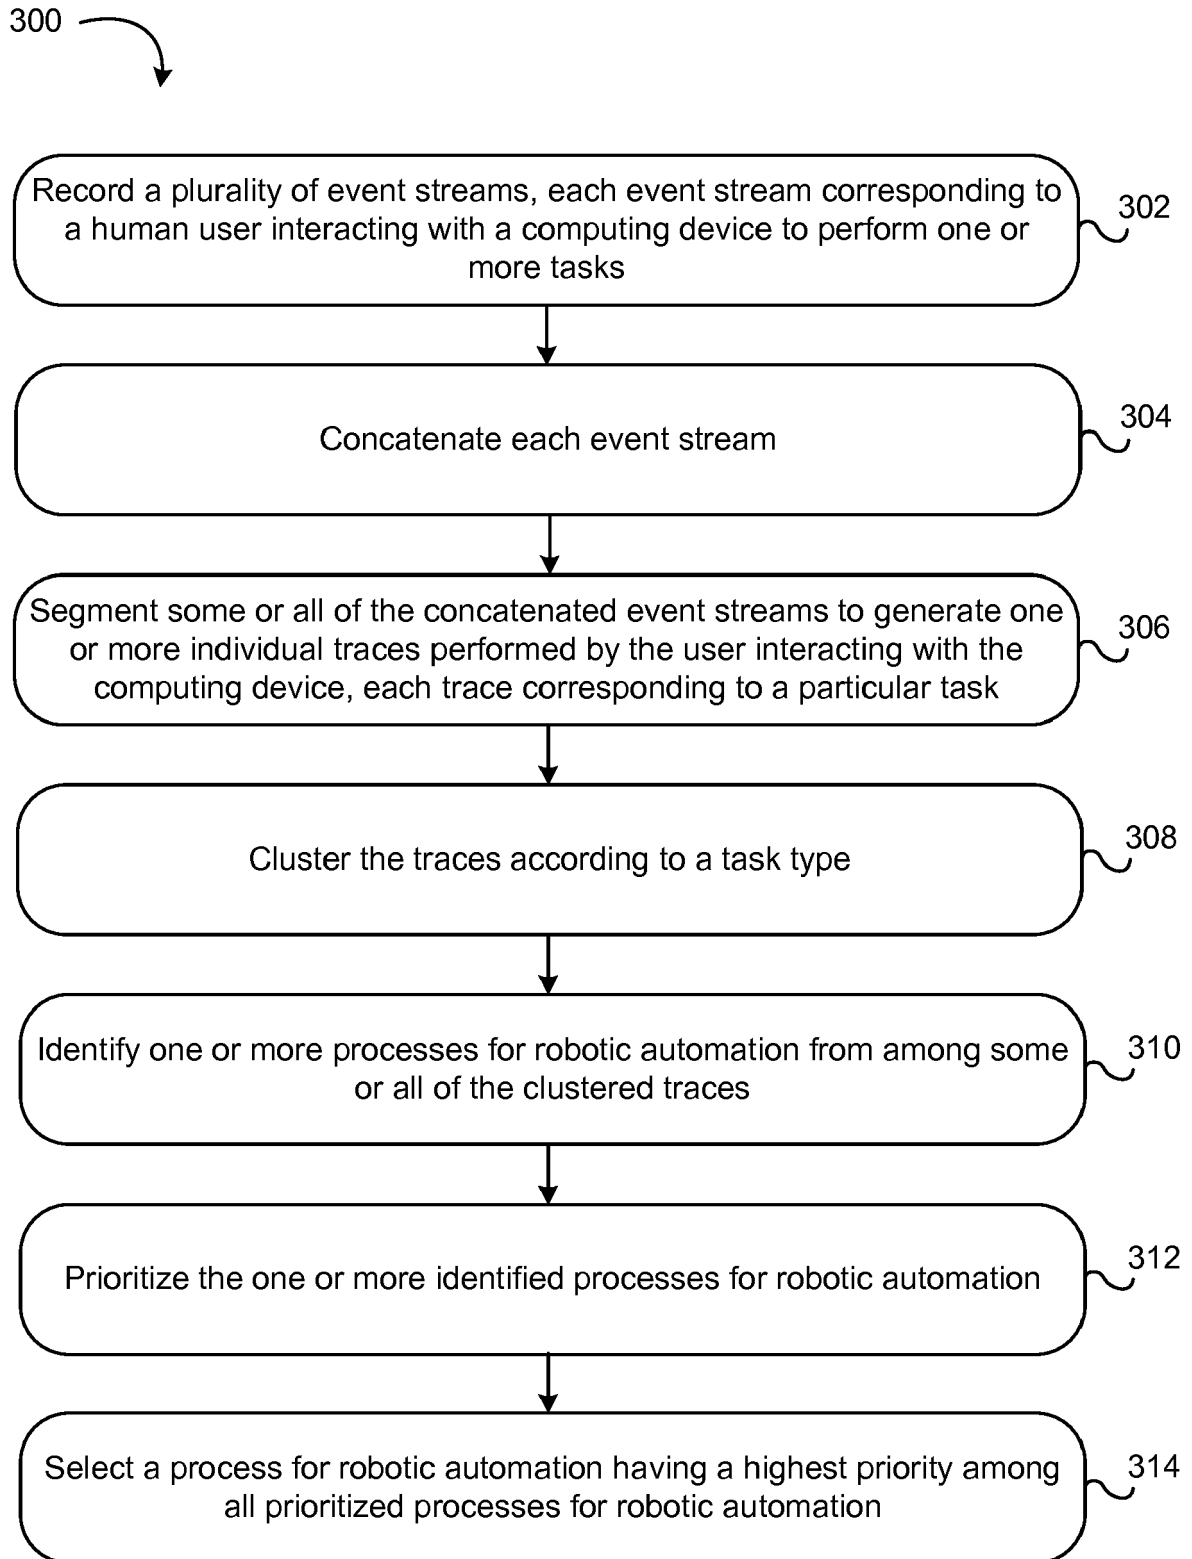 300
Record a plurality of event streams, each event stream corresponding to
a human user interacting with a computing device to perform one or
more tasks
302
Concatenate each event stream
304
Segment some or all of the concatenated event streams to generate one
or more individual traces performed by the user interacting with the
computing device, each trace corresponding to a particular task
306
Cluster the traces according to a task type
308
Identify one or more processes for robotic automation from among some
or all of the clustered traces
310
Prioritize the one or more identified processes for robotic automation
312
Select a process for robotic automation having a highest priority among
all prioritized processes for robotic automation
314